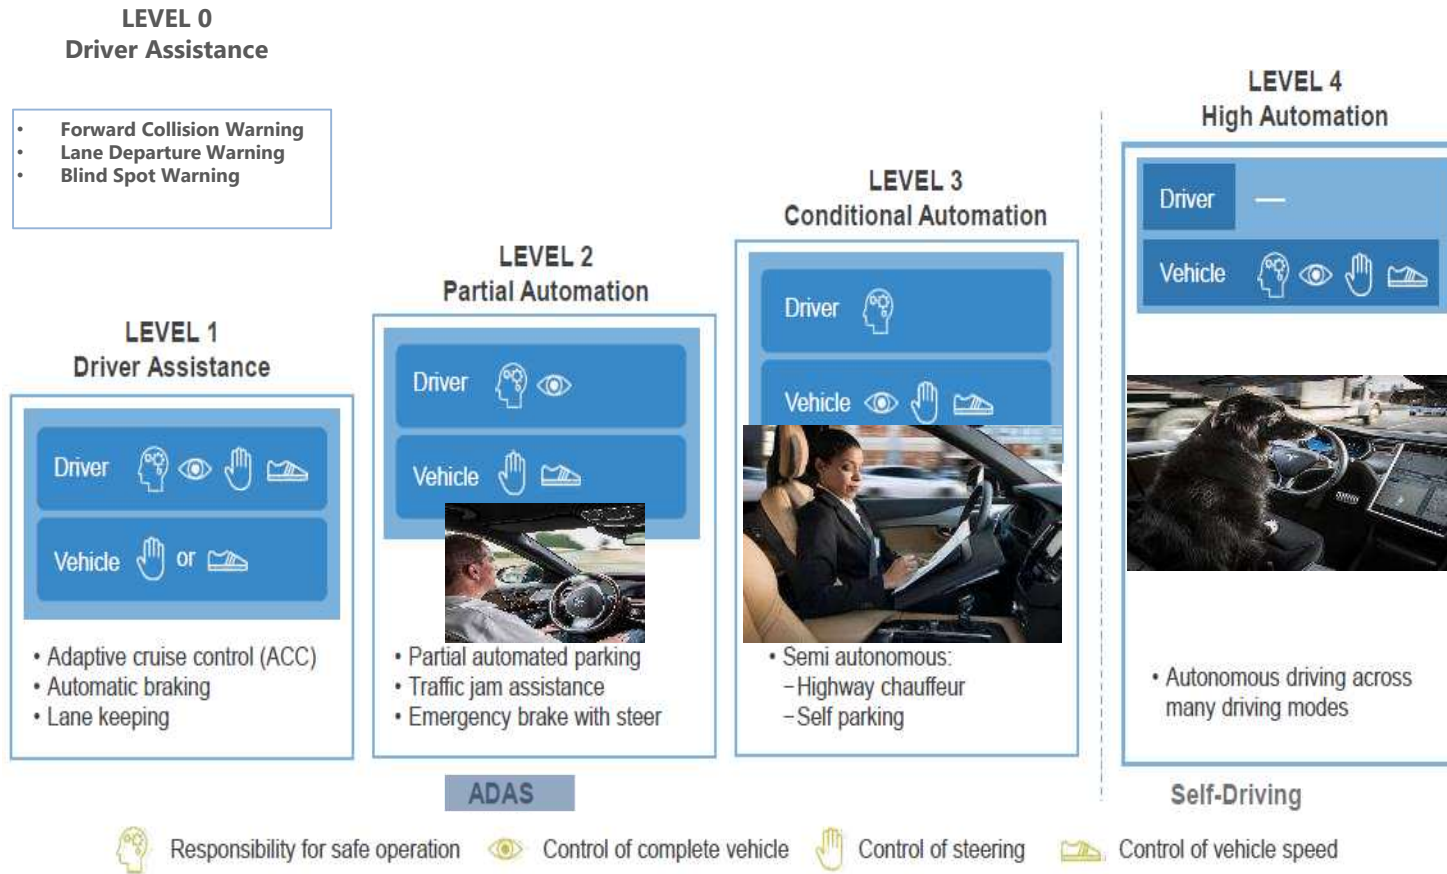 LEVEL 0
Driver Assistance
• Forward Collision Warning
• Lane Departure Warning
• Blind Spot Warning
LEVEL 1
Driver Assistance
Driver
Vehicle or
• Adaptive cruise control (ACC)
• Automatic braking
• Lane keeping
LEVEL 2
Partial Automation
Driver
Vehicle
• Partial automated parking
• Traffic jam assistance
• Emergency brake with steer
LEVEL 3
Conditional Automation
Driver
Vehicle
• Semi autonomous:
–Highway chauffeur
–Self parking
LEVEL 4
High Automation
Driver —
Vehicle
• Autonomous driving across
many driving modes
ADAS
Self-Driving
Responsibility for safe operation
Control of complete vehicle
Control of steering
Control of vehicle speed